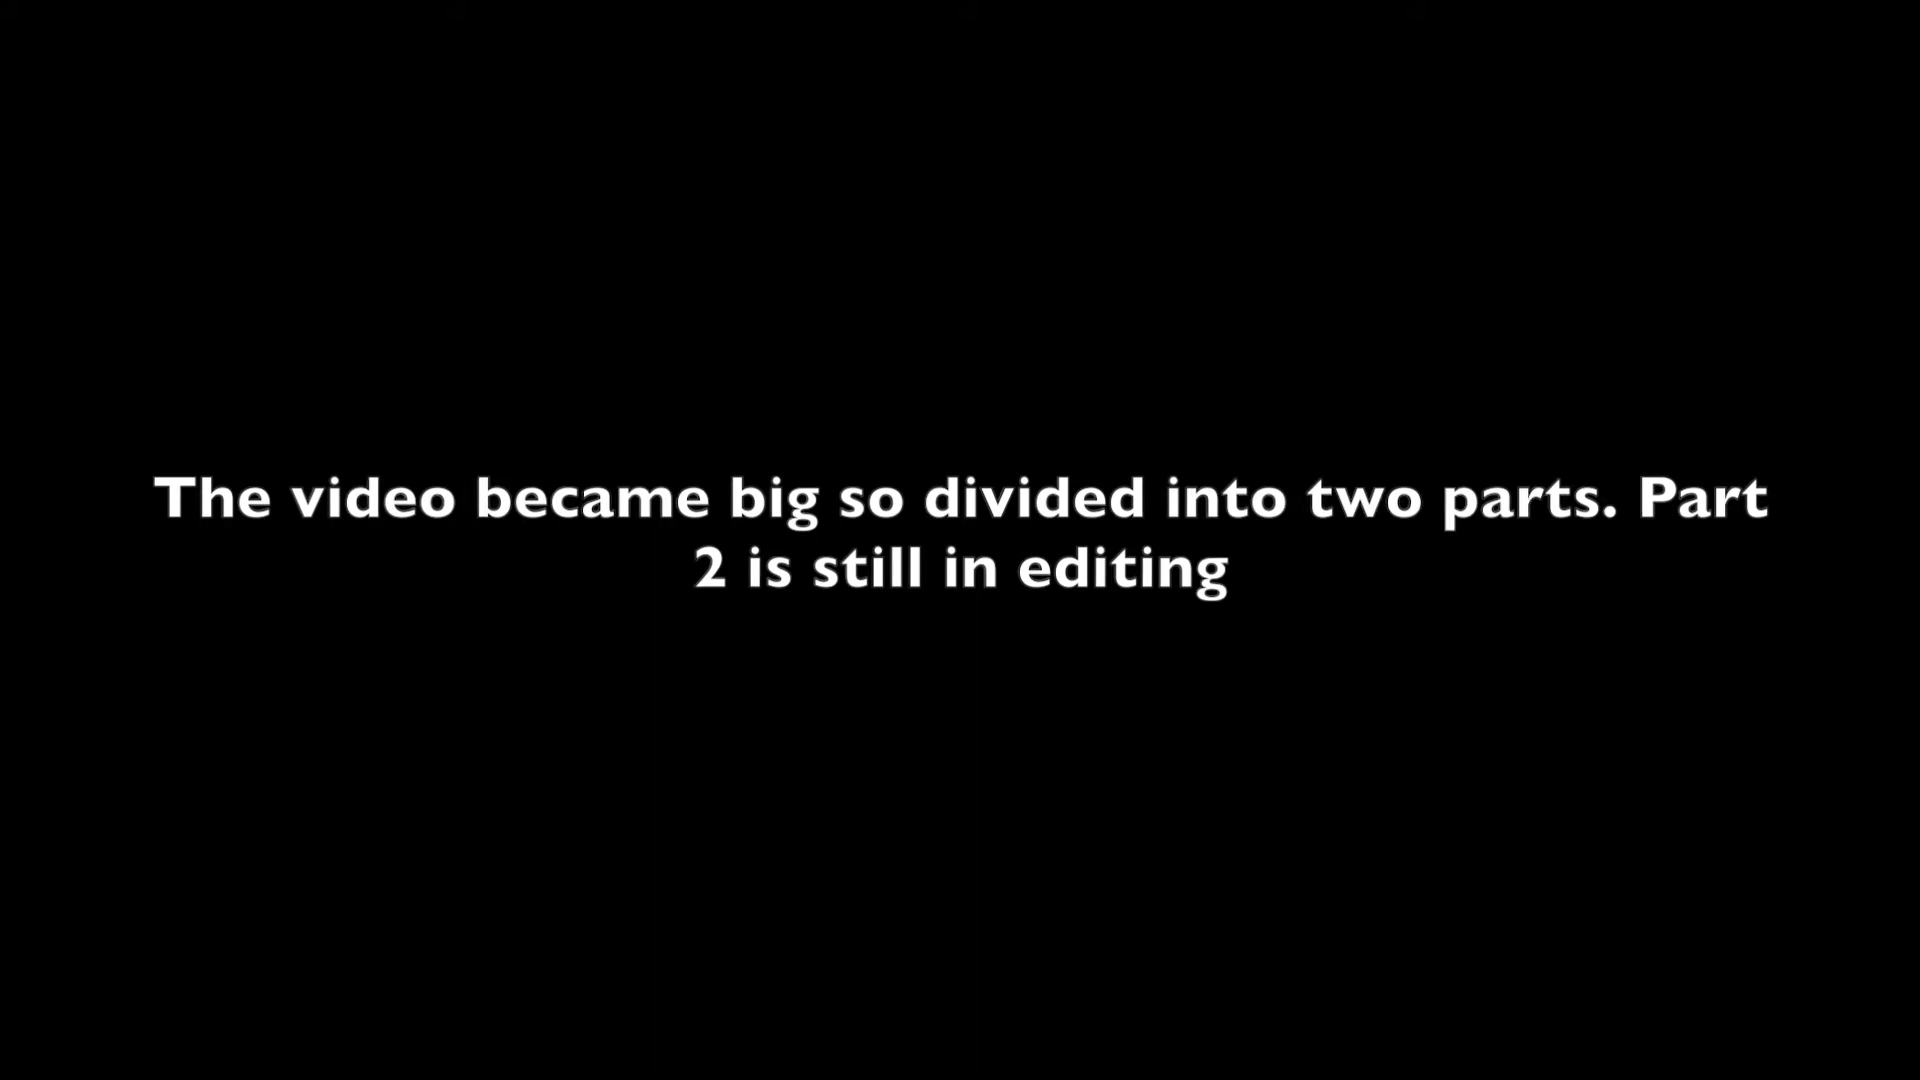 The video became big so divided into two parts. Part
2 is still in editing